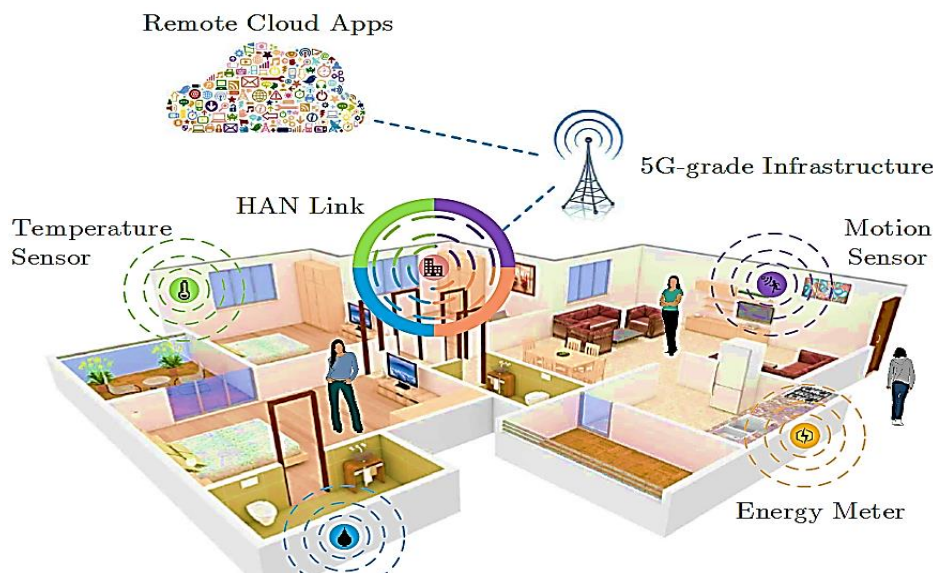 Remote Cloud Apps
5G-grade Infrastructure
HAN Link
Temperature
Sensor
Motion
Sensor
Energy Meter